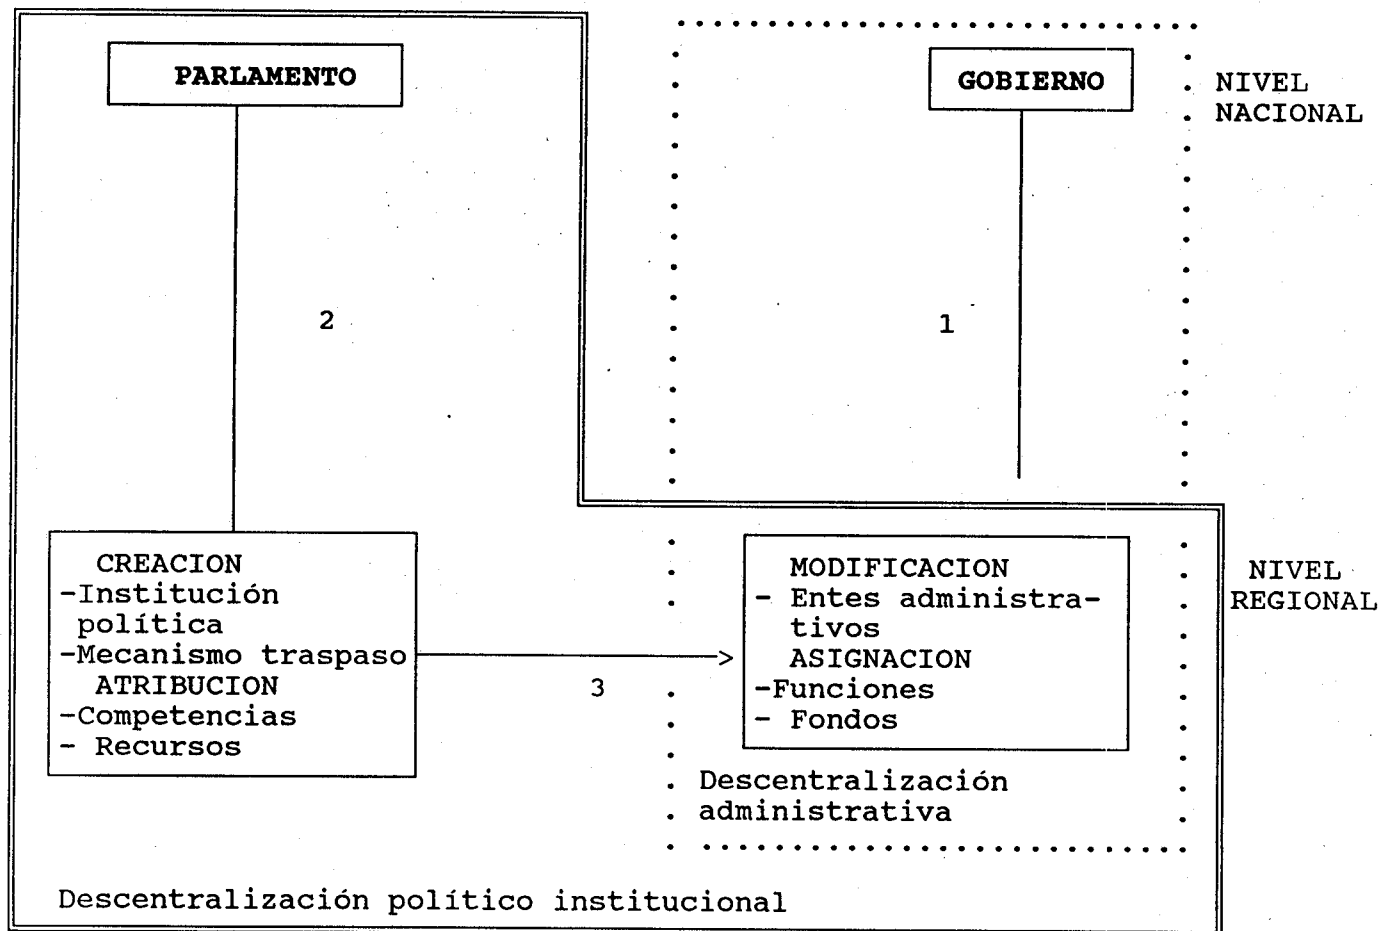 PARLAMENTO
GOBIERNO
NIVEL
NACIONAL
2
1
CREACION
-Institución
política
-Mecanismo traspaso
ATRIBUCION
-Competencias
- Recursos
3
MODIFICACION
- Entes administra-
tivos
ASIGNACION
-Funciones
- Fondos
NIVEL
REGIONAL
Descentralización
administrativa
Descentralización político institucional